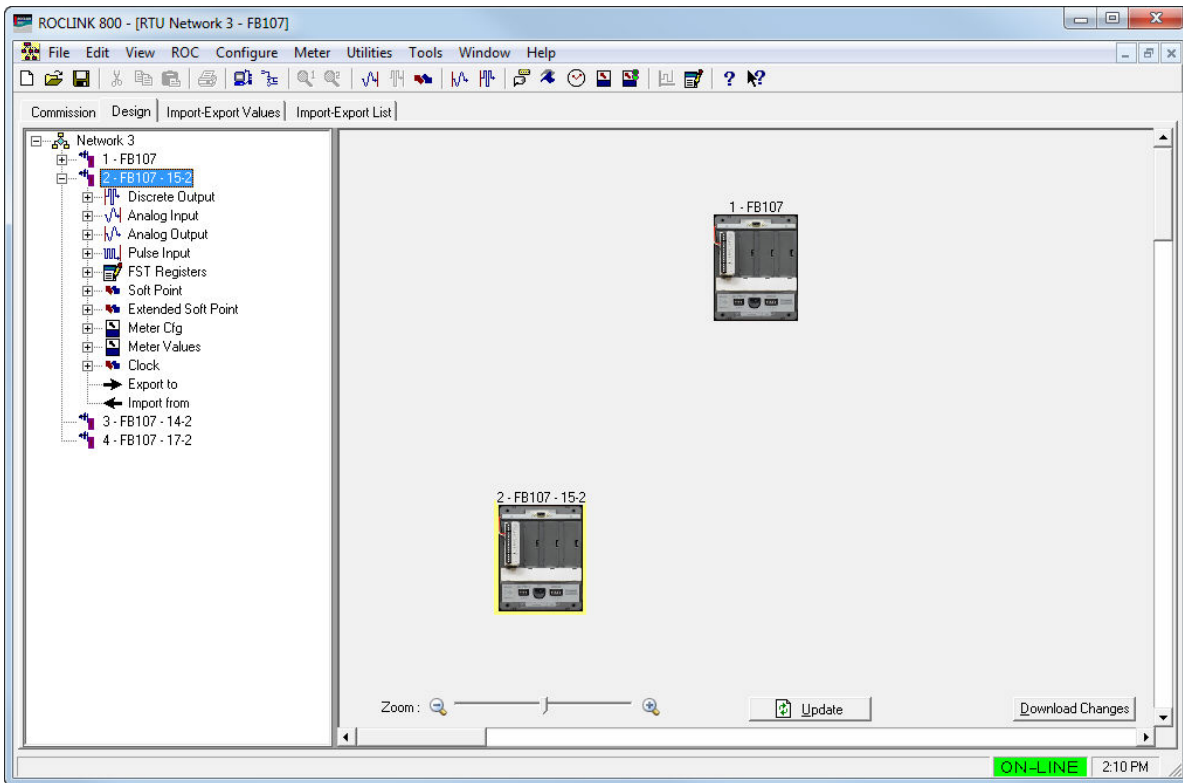 ROCLINK 800 - [RTU Network 3 - FB107]
File Edit View ROC Configure Meter Utilities Tools Window Help
Commission Design Import-Export Values Import-Export List
Network 3
1 - FB107
2 - FB107 - 15-2
Discrete Output
Analog Input
Analog Output
Pulse Input
FST Registers
Soft Point
Extended Soft Point
Meter Cfg
Meter Values
Clock
Export to
Import from
3 - FB107 - 14-2
4 - FB107 - 17-2
1 - FB107
2 - FB107 - 15-2
Zoom :
Update
Download Changes
ON-LINE 2:10 PM